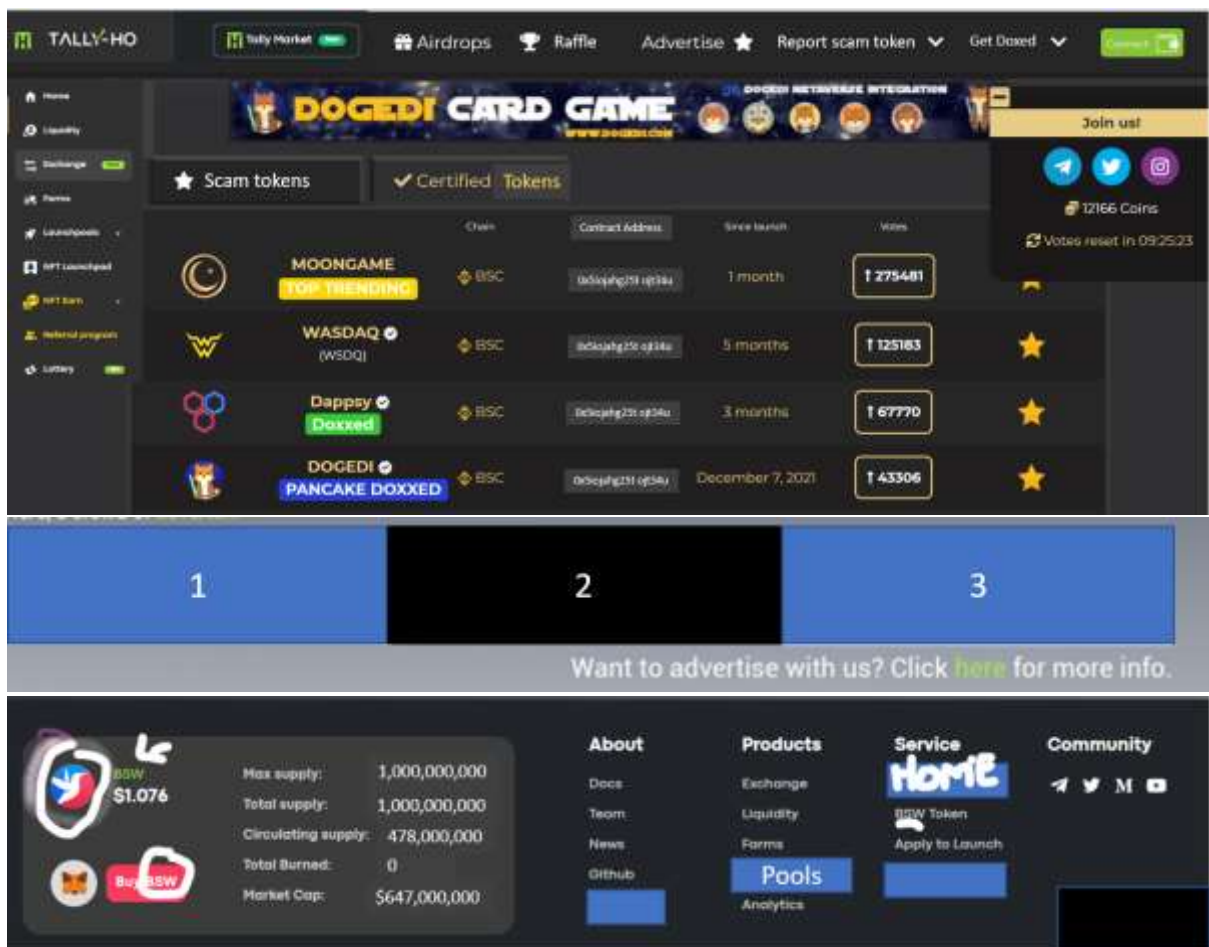 TALLY-HO
Tally Market
Airdrops
Raffle
Advertise
Report scam token
Get Doxed
Connect
Home
Liquidity
Exchange
Farms
Launchpools
NFT Launchpad
NFT Earn
Referral program
Lottery
DOGEDI CARD GAME
WWW.DOGEDI.COM
DOGEDI METAVERSE INTEGRATION
Join us!
12166 Coins
Votes reset in 09:25:23
Scam tokens
Certified Tokens
Chain
Contract Address
Since launch
Votes
MOONGAME
TOP TRENDING
BSC
1 month
275481
WASDAQ
(WSDQ)
BSC
5 months
125183
Dappsy
Doxxed
BSC
3 months
67770
DOGEDI
PANCAKE DOXXED
BSC
December 7, 2021
43306
1
2
3
Want to advertise with us? Click here for more info.
BSW
$1.076
Buy BSW
Max supply: 1,000,000,000
Total supply: 1,000,000,000
Circulating supply: 478,000,000
Total Burned: 0
Market Cap: $647,000,000
About
Docs
Team
News
Github
Products
Exchange
Liquidity
Farms
Pools
Analytics
Service
HOME
BSW Token
Apply to Launch
Community